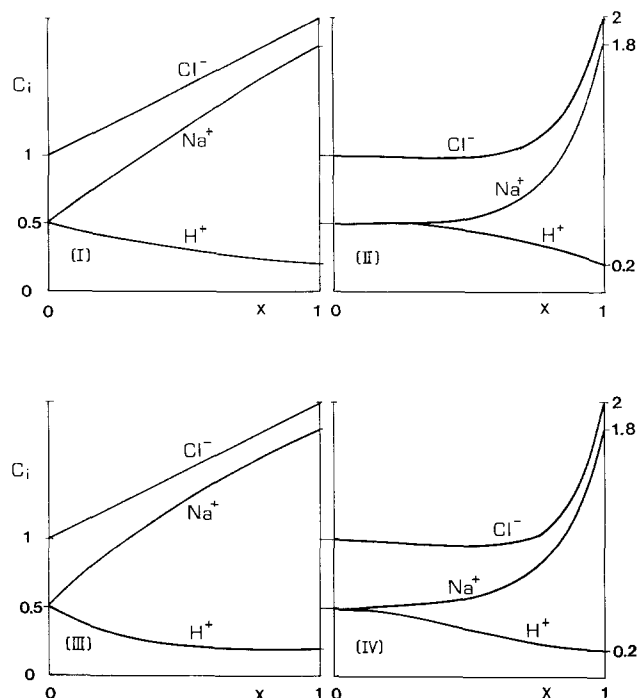 Cᵢ
Cl⁻
Na⁺
H⁺
(I)
1
0.5
0
0
x
1
Cl⁻
Na⁺
H⁺
(II)
2
1.8
0.2
0
x
1
Cᵢ
Cl⁻
Na⁺
H⁺
(III)
1
0.5
0
0
x
1
Cl⁻
Na⁺
H⁺
(IV)
2
1.8
0.2
0
x
1